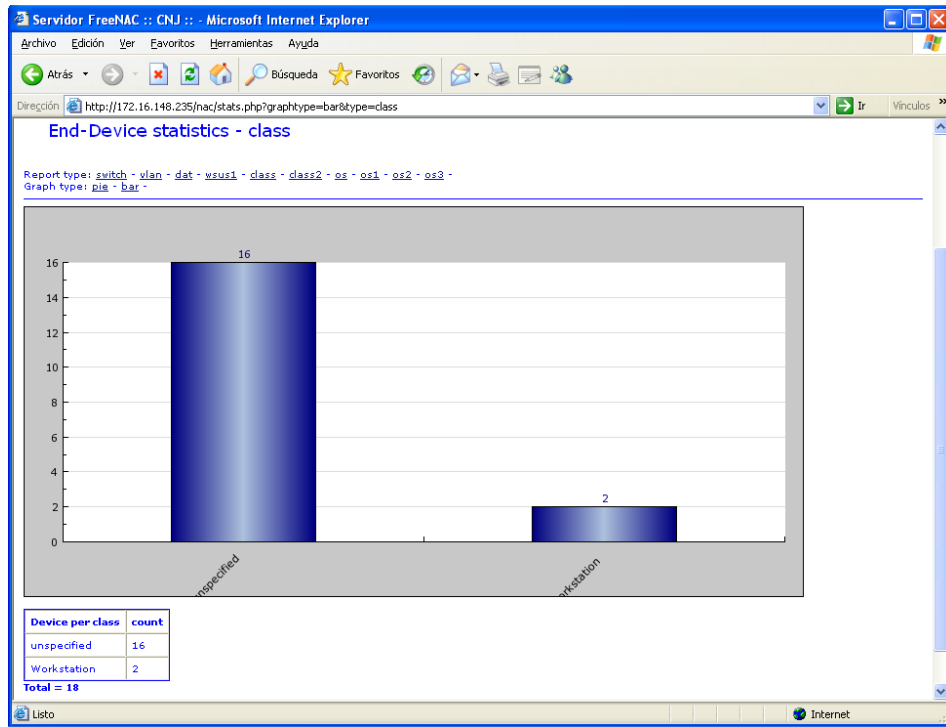 Servidor FreeNAC :: CNJ :: - Microsoft Internet Explorer
Archivo Edición Ver Favoritos Herramientas Ayuda
Atrás Búsqueda Favoritos
Dirección http://172.16.148.235/nac/stats.php?graphtype=bar&type=class Ir Vínculos »
End-Device statistics - class
Report type: switch - vlan - dat - wsus1 - class - class2 - os - os1 - os2 - os3 -
Graph type: pie - bar -
16
16
14
12
10
8
6
4
2
2
0
nspecified
rkstation
Device per class count
unspecified 16
Workstation 2
Total = 18
Listo Internet